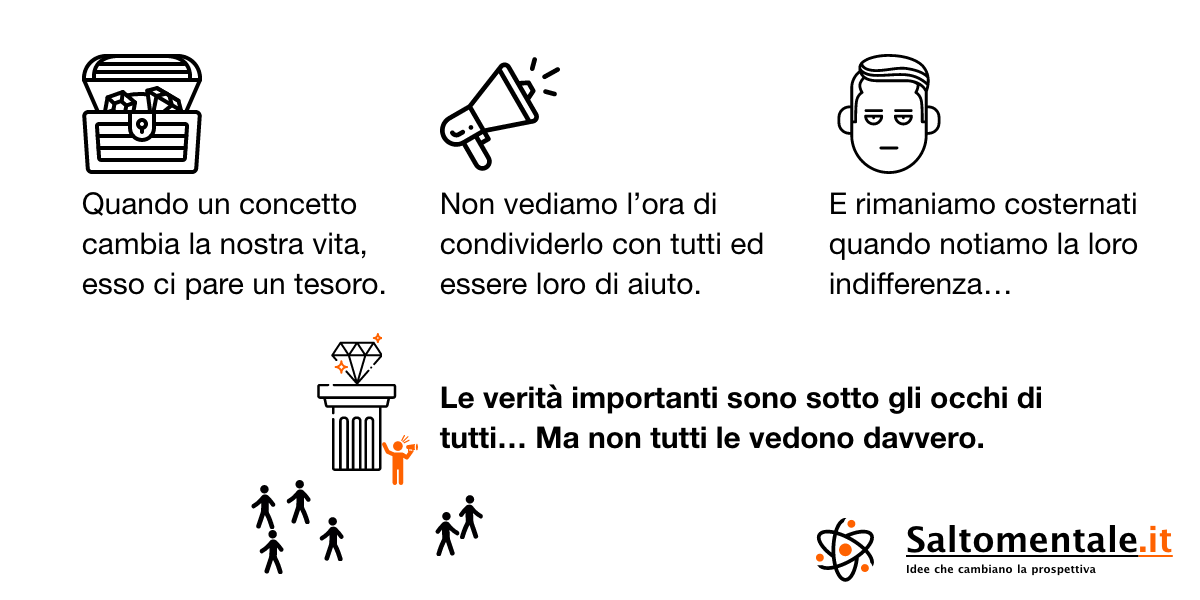 Quando un concetto
cambia la nostra vita,
esso ci pare un tesoro.
Non vediamo l’ora di
condividerlo con tutti ed
essere loro di aiuto.
E rimaniamo costernati
quando notiamo la loro
indifferenza…
Le verità importanti sono sotto gli occhi di
tutti… Ma non tutti le vedono davvero.
Saltomentale.it
Idee che cambiano la prospettiva